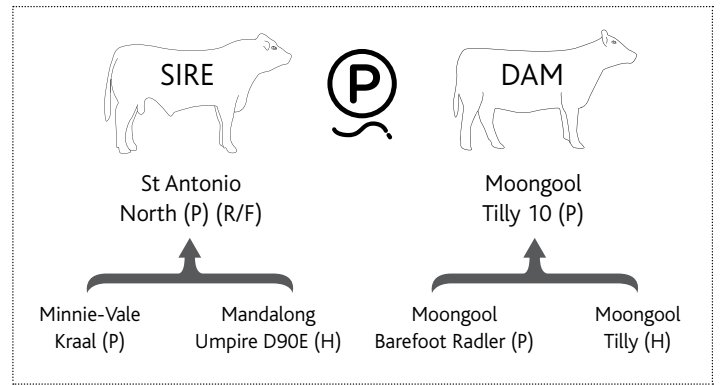 SIRE
P
DAM
St Antonio
North (P) (R/F)
Moongool
Tilly 10 (P)
Minnie-Vale
Kraal (P)
Mandalong
Umpire D90E (H)
Moongool
Barefoot Radler (P)
Moongool
Tilly (H)